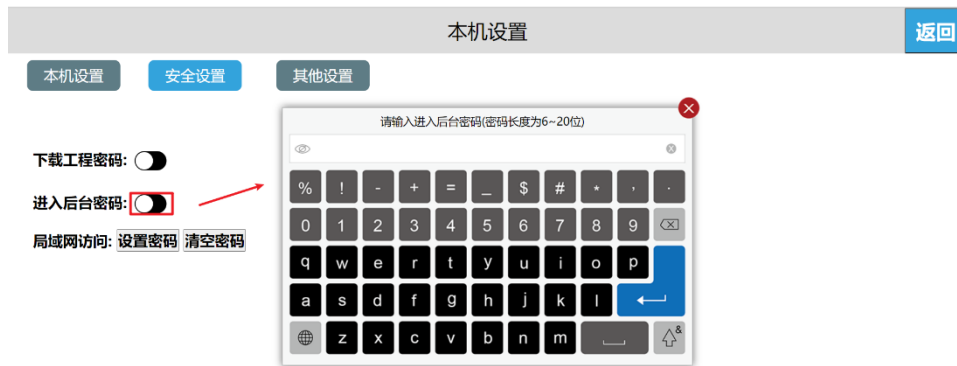 本机设置
返回
本机设置 安全设置 其他设置
请输入进入后台密码(密码长度为6~20位)
下载工程密码:
进入后台密码:
局域网访问: 设置密码 清空密码
% ! - + = _ $ # * , .
0 1 2 3 4 5 6 7 8 9
q w e r t y u i o p
a s d f g h j k l
z x c v b n m &